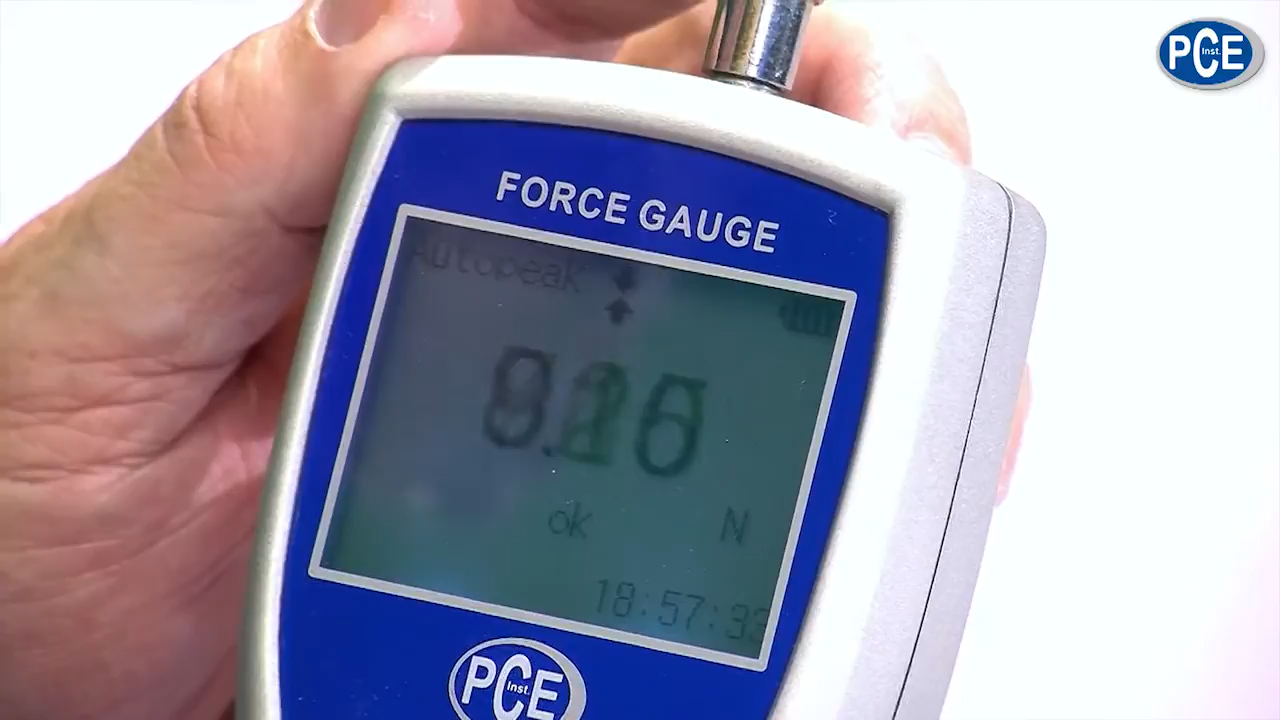 PCE
Inst.
FORCE GAUGE
Autopeak
ok N
18:57:33
PCE
Inst.